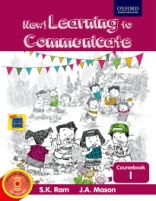 OXFORD
New! Learning to
Communicate
Coursebook
1
S.K. Ram J.A. Mason